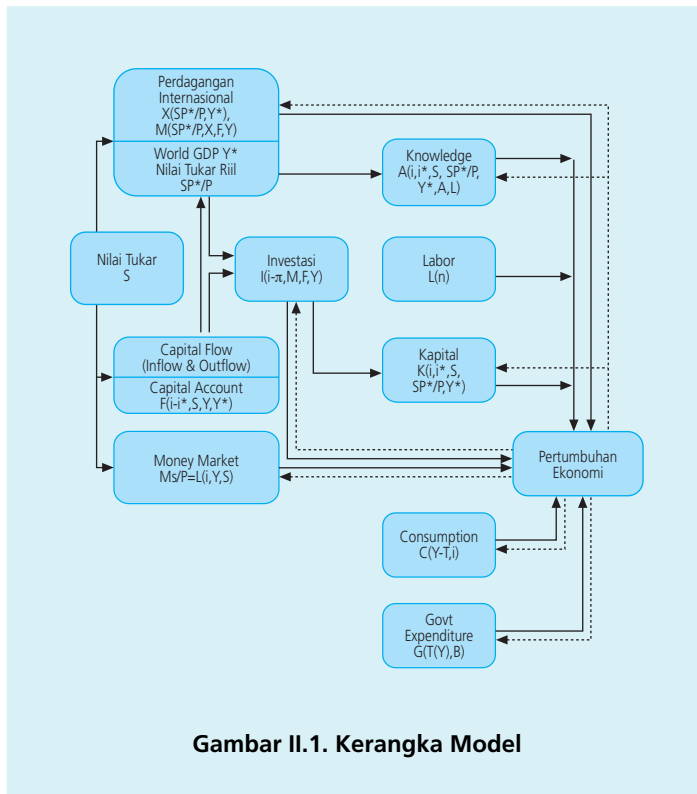 Perdagangan
Internasional
X(SP*/P,Y*),
M(SP*/P,X,F,Y)
World GDP Y*
Nilai Tukar Riil
SP*/P
Knowledge
A(i,i*,S, SP*/P,
Y*,A,L)
Nilai Tukar
S
Investasi
I(i-π,M,F,Y)
Labor
L(n)
Capital Flow
(Inflow & Outflow)
Capital Account
F(i-i*,S,Y,Y*)
Kapital
K(i,i*,S,
SP*/P,Y*)
Money Market
Ms/P=L(i,Y,S)
Pertumbuhan
Ekonomi
Consumption
C(Y-T,i)
Govt
Expenditure
G(T(Y),B)
Gambar II.1. Kerangka Model